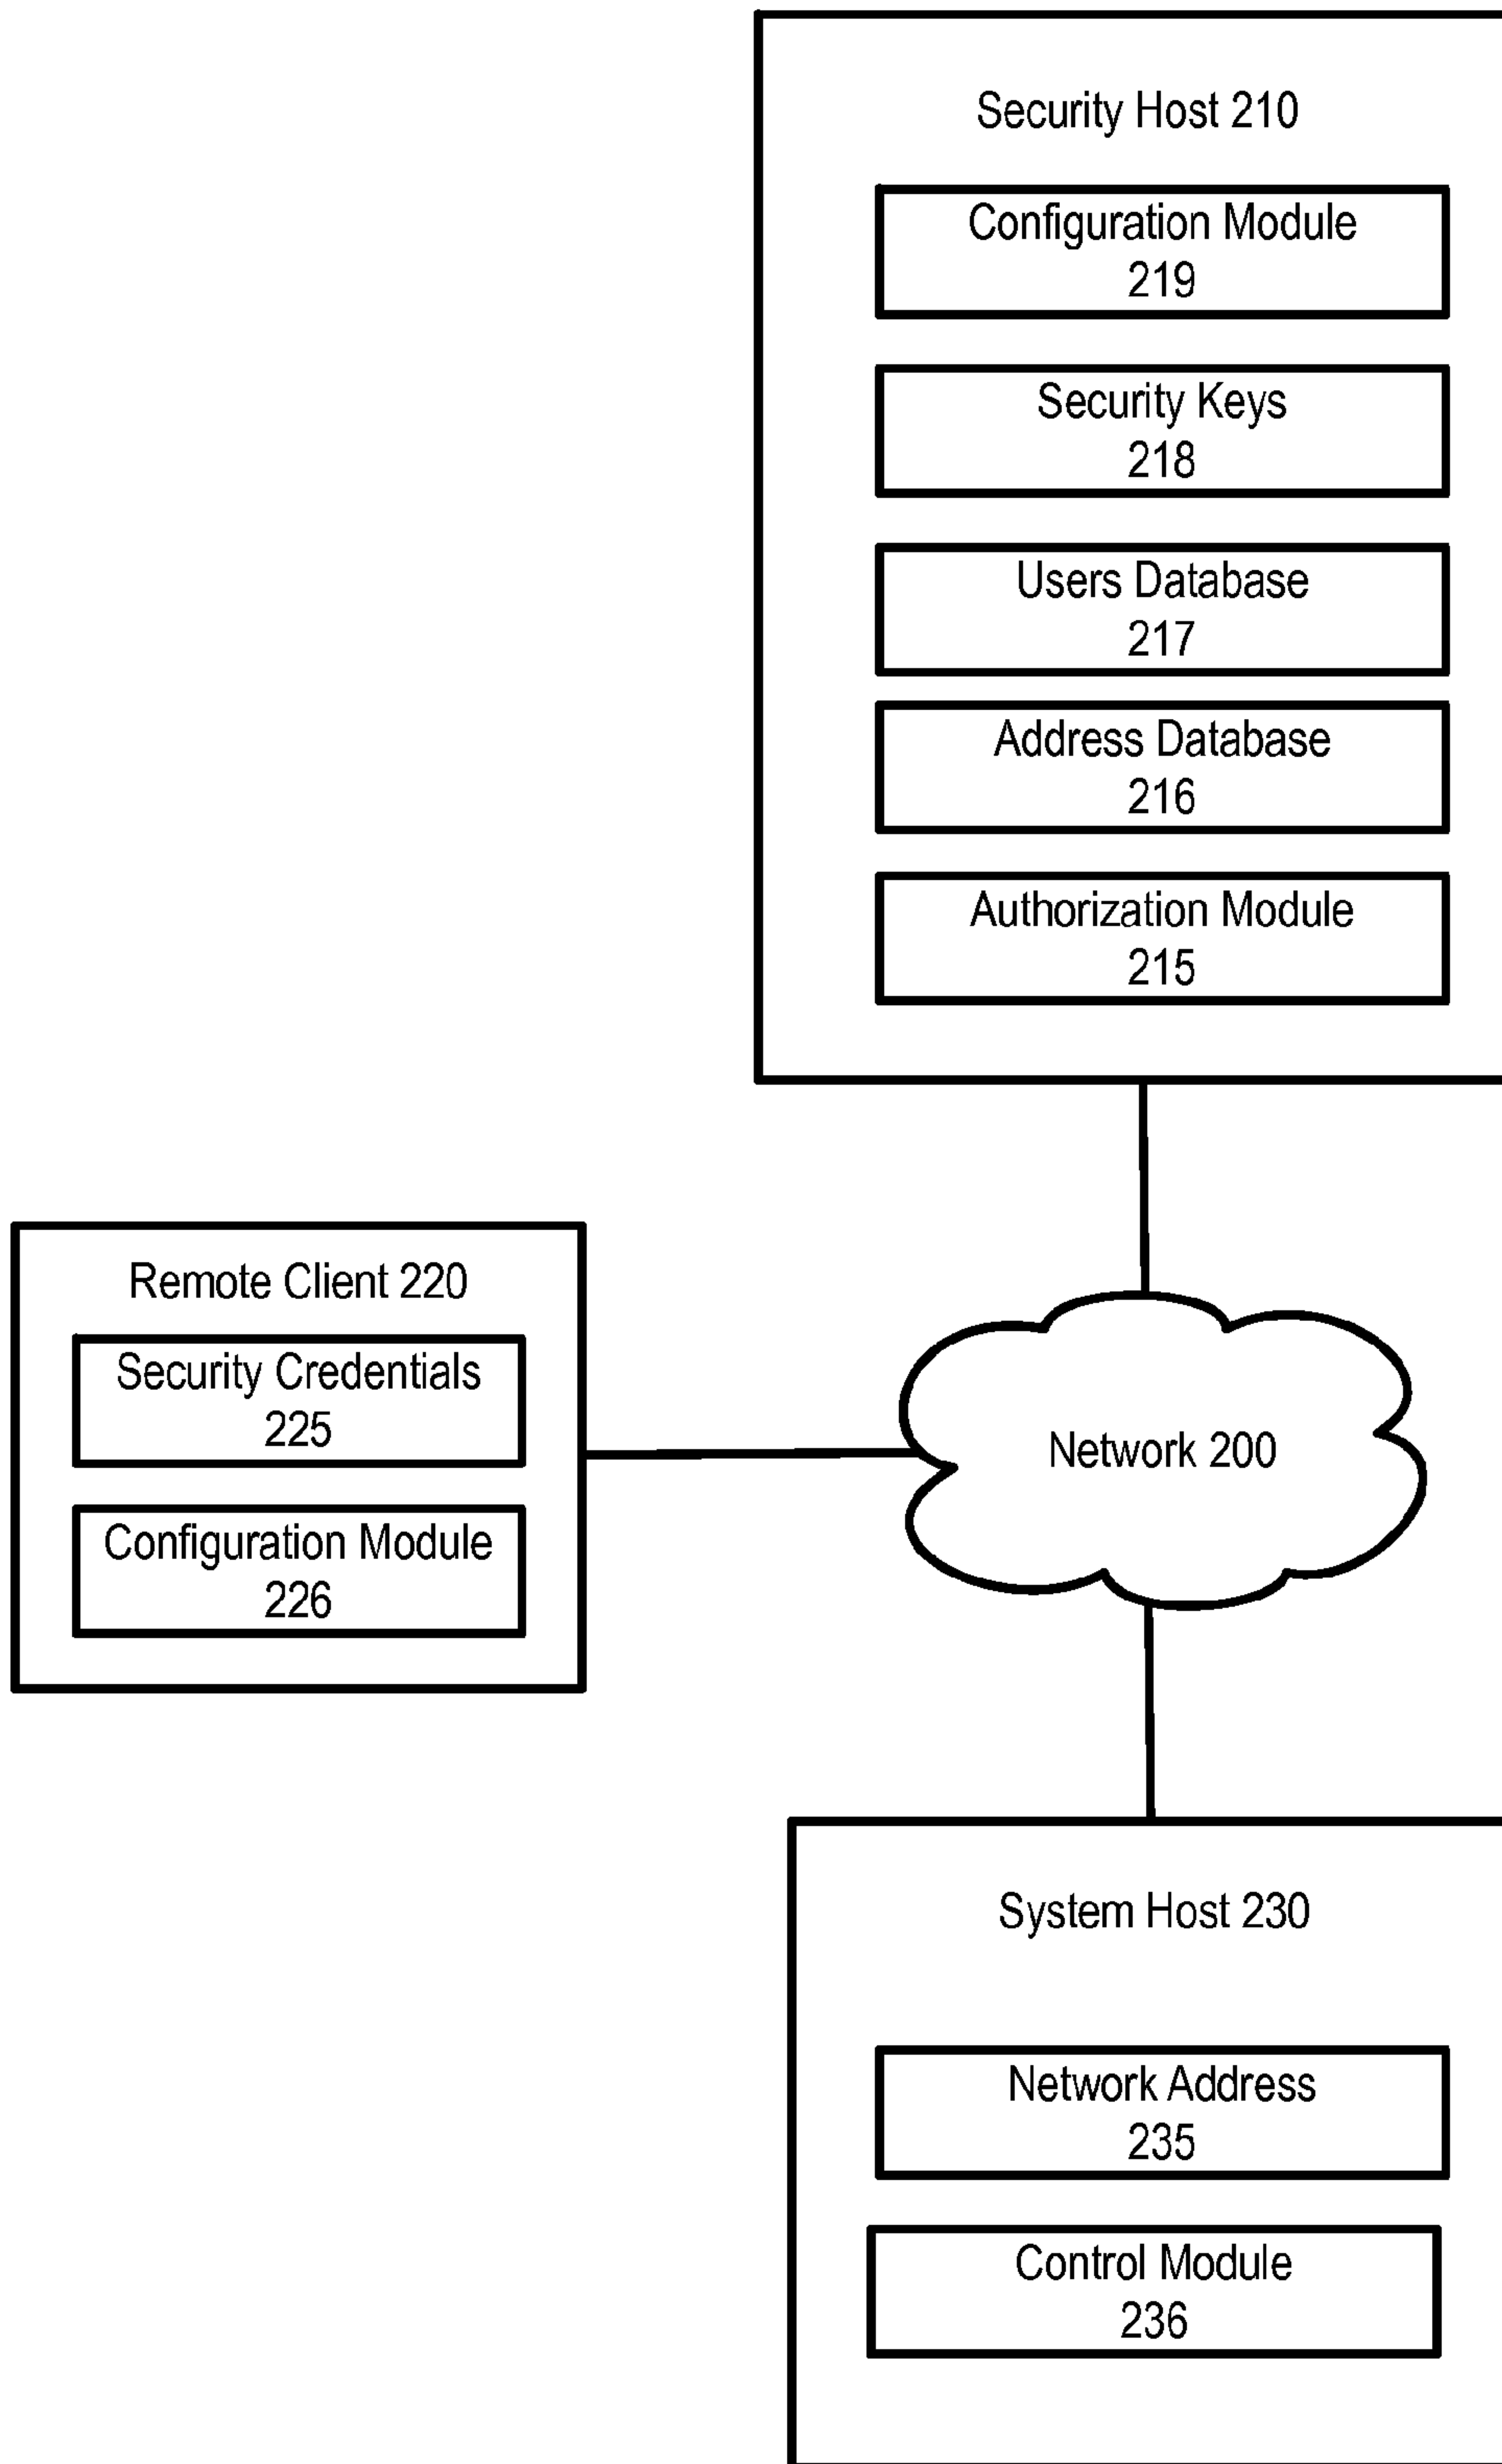 Security Host 210
Configuration Module
219
Security Keys
218
Users Database
217
Address Database
216
Authorization Module
215
Remote Client 220
Security Credentials
225
Configuration Module
226
Network 200
System Host 230
Network Address
235
Control Module
236